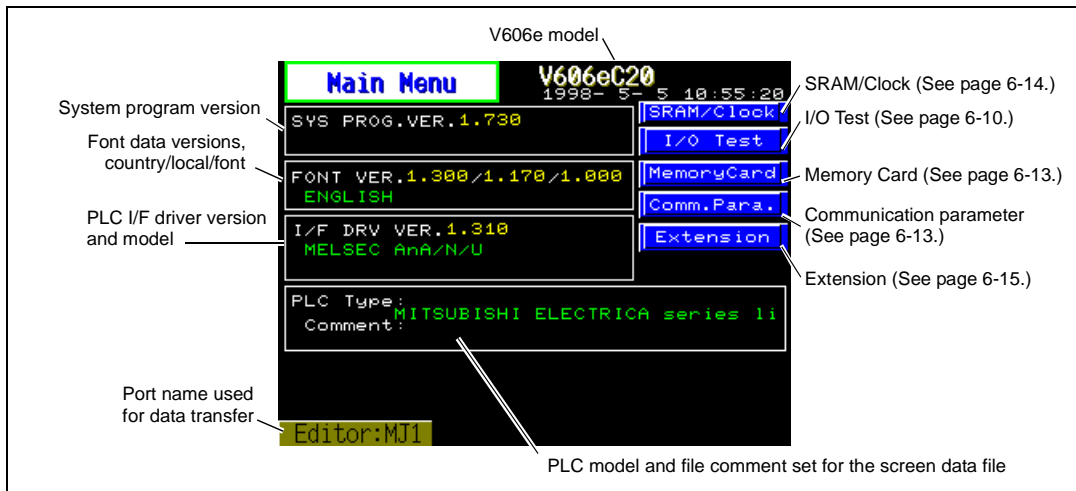 V606e model
Main Menu
V606eC20
1998- 5- 5 10:55:20
System program version
SYS PROG.VER.1.730
SRAM/Clock
SRAM/Clock (See page 6-14.)
I/O Test
I/O Test (See page 6-10.)
Font data versions,
country/local/font
FONT VER.1.300/1.170/1.000
ENGLISH
MemoryCard
Memory Card (See page 6-13.)
Comm.Para.
Communication parameter
(See page 6-13.)
PLC I/F driver version
and model
I/F DRV VER.1.310
MELSEC AnA/N/U
Extension
Extension (See page 6-15.)
PLC Type:
MITSUBISHI ELECTRICA series li
Comment:
Port name used
for data transfer
Editor:MJ1
PLC model and file comment set for the screen data file